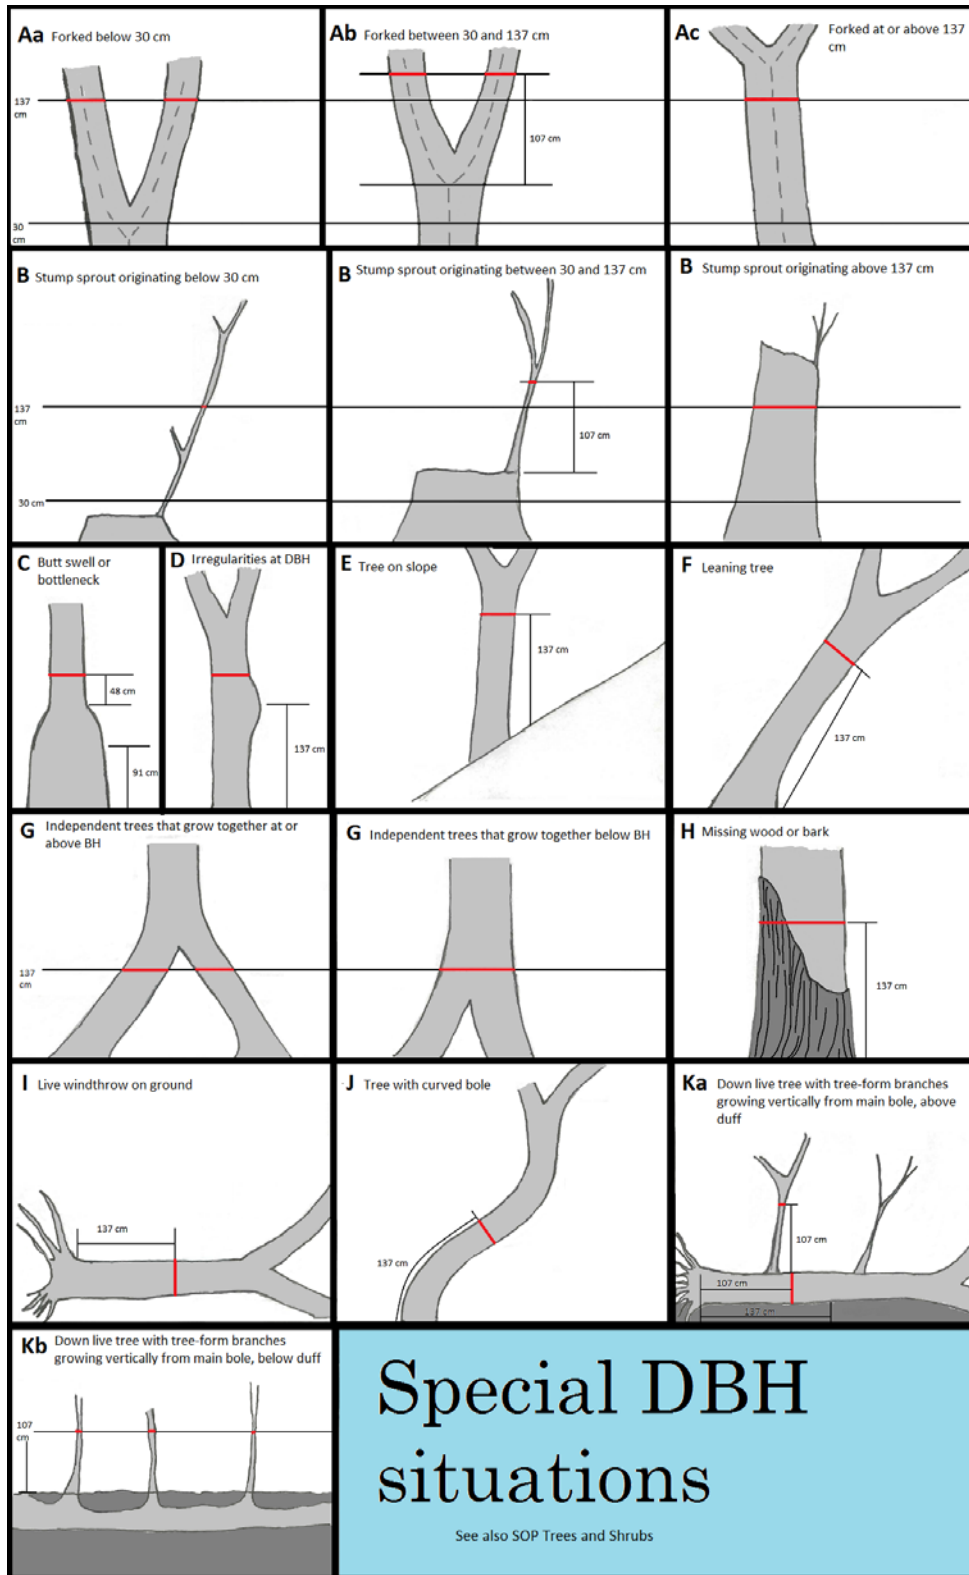 Aa Forked below 30 cm
137
cm
30
cm
Ab Forked between 30 and 137 cm
107 cm
Ac Forked at or above 137
cm
B Stump sprout originating below 30 cm
137
cm
30 cm
B Stump sprout originating between 30 and 137 cm
107 cm
B Stump sprout originating above 137 cm
C Butt swell or
bottleneck
48 cm
91 cm
D Irregularities at DBH
137 cm
E Tree on slope
137 cm
F Leaning tree
137 cm
G Independent trees that grow together at or
above BH
137
cm
G Independent trees that grow together below BH
H Missing wood or bark
137 cm
I Live windthrow on ground
137 cm
J Tree with curved bole
137 cm
Ka Down live tree with tree-form branches
growing vertically from main bole, above
duff
107 cm
107 cm
137 cm
Kb Down live tree with tree-form branches
growing vertically from main bole, below duff
107
cm
Special DBH
situations
See also SOP Trees and Shrubs